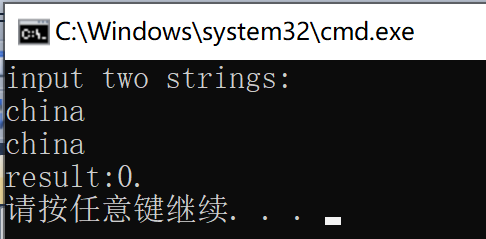 C:\Windows\system32\cmd.exe
input two strings:
china
china
result:0.
请按任意键继续. . .